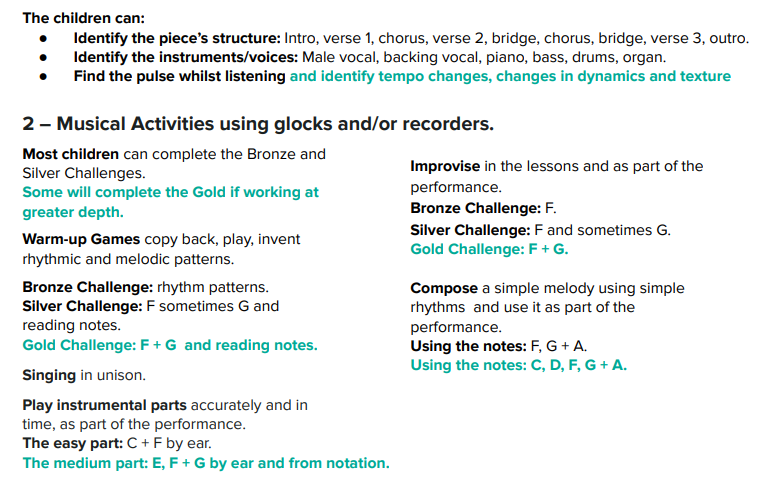 The children can:
● Identify the piece's structure: Intro, verse 1, chorus, verse 2, bridge, chorus, bridge, verse 3, outro.
● Identify the instruments/voices: Male vocal, backing vocal, piano, bass, drums, organ.
● Find the pulse whilst listening and identify tempo changes, changes in dynamics and texture
2 – Musical Activities using glocks and/or recorders.
Most children can complete the Bronze and
Silver Challenges.
Some will complete the Gold if working at
greater depth.
Warm-up Games copy back, play, invent
rhythmic and melodic patterns.
Bronze Challenge: rhythm patterns.
Silver Challenge: F sometimes G and
reading notes.
Gold Challenge: F + G and reading notes.
Singing in unison.
Play instrumental parts accurately and in
time, as part of the performance.
The easy part: C + F by ear.
The medium part: E, F + G by ear and from notation.
Improvise in the lessons and as part of the
performance.
Bronze Challenge: F.
Silver Challenge: F and sometimes G.
Gold Challenge: F + G.
Compose a simple melody using simple
rhythms and use it as part of the
performance.
Using the notes: F, G + A.
Using the notes: C, D, F, G + A.